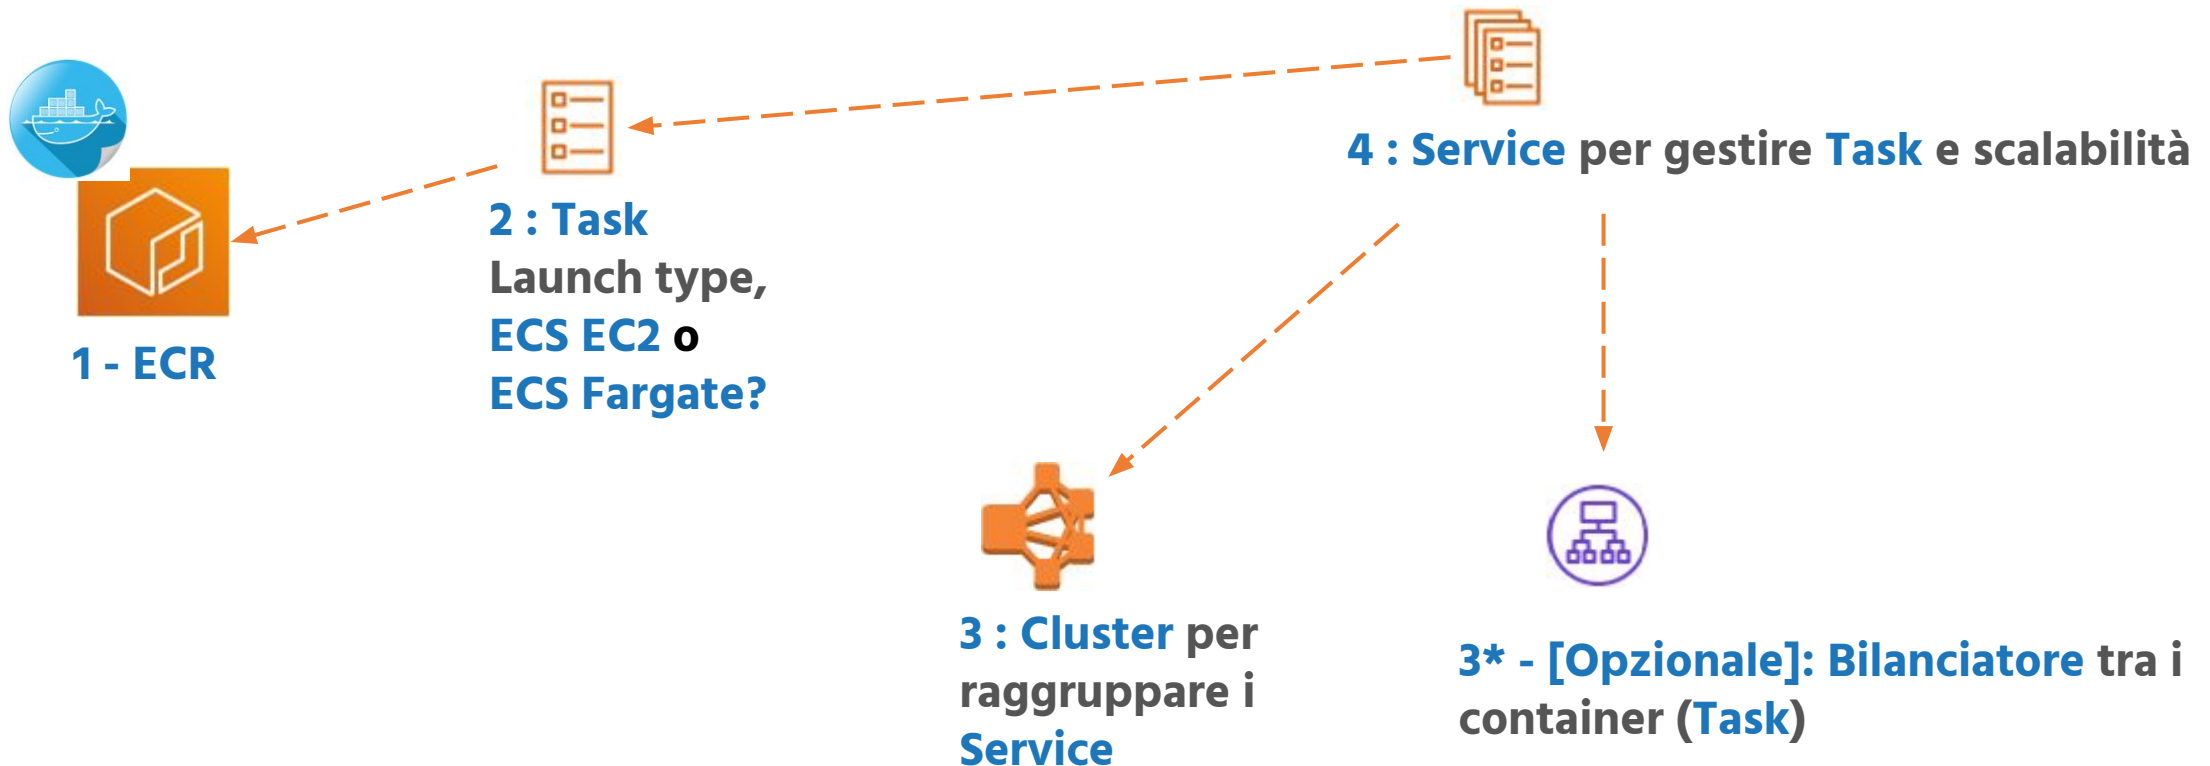 1 - ECR
2 : Task
Launch type,
ECS EC2 o
ECS Fargate?
4 : Service per gestire Task e scalabilità
3 : Cluster per
raggruppare i
Service
3* - [Opzionale]: Bilanciatore tra i
container (Task)